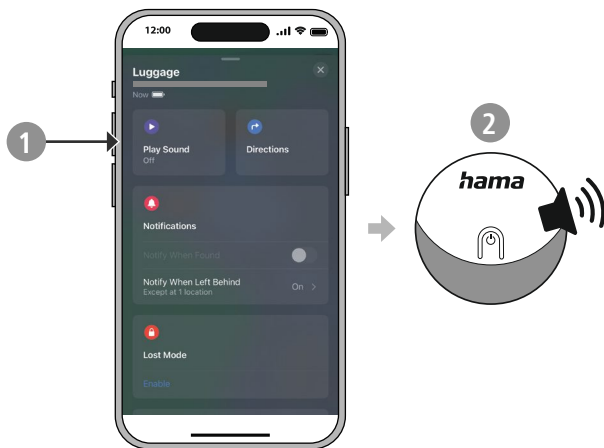 12:00
Luggage
Now
Play Sound
Off
Directions
Notifications
Notify When Found
Notify When Left Behind
Except at 1 location
On >
Lost Mode
Enable
1
2
hama